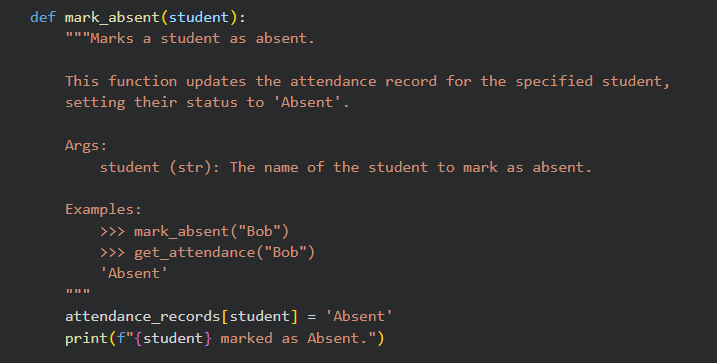 def mark_absent(student):
    """Marks a student as absent.

    This function updates the attendance record for the specified student,
    setting their status to 'Absent'.

    Args:
        student (str): The name of the student to mark as absent.

    Examples:
        >>> mark_absent("Bob")
        >>> get_attendance("Bob")
        'Absent'
    """
    attendance_records[student] = 'Absent'
    print(f"{student} marked as Absent.")